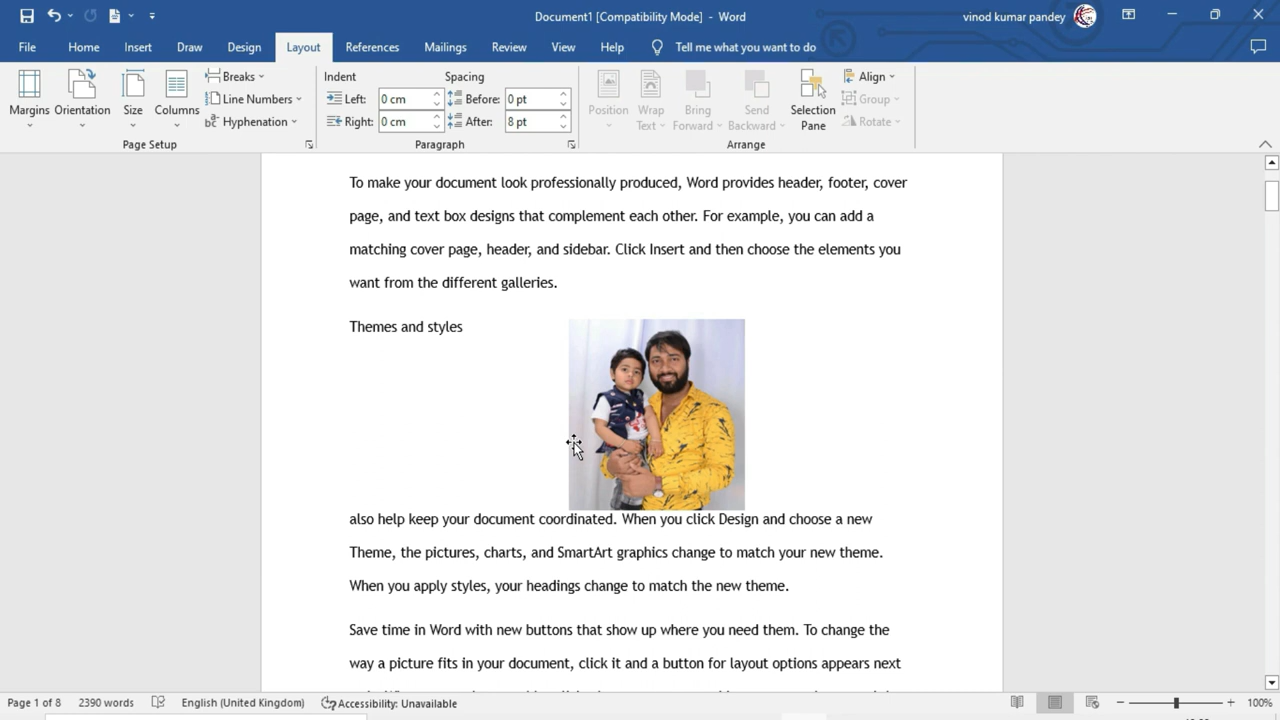 Document1 [Compatibility Mode] - Word
vinod kumar pandey
File Home Insert Draw Design Layout References Mailings Review View Help Tell me what you want to do
Margins
Orientation
Size
Columns
Breaks
Line Numbers
Hyphenation
Page Setup
Indent
Left: 0 cm
Right: 0 cm
Spacing
Before: 0 pt
After: 8 pt
Paragraph
Position
Wrap Text
Bring Forward
Send Backward
Selection Pane
Align
Group
Rotate
Arrange
To make your document look professionally produced, Word provides header, footer, cover
page, and text box designs that complement each other. For example, you can add a
matching cover page, header, and sidebar. Click Insert and then choose the elements you
want from the different galleries.
Themes and styles
also help keep your document coordinated. When you click Design and choose a new
Theme, the pictures, charts, and SmartArt graphics change to match your new theme.
When you apply styles, your headings change to match the new theme.
Save time in Word with new buttons that show up where you need them. To change the
way a picture fits in your document, click it and a button for layout options appears next
Page 1 of 8 2390 words English (United Kingdom) Accessibility: Unavailable 100%